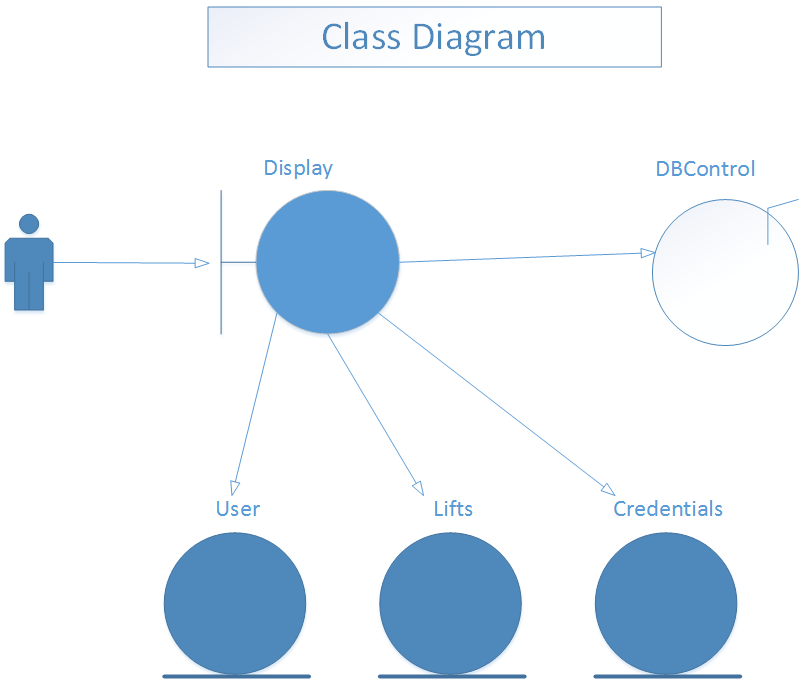 Class Diagram
Display
DBControl
User
Lifts
Credentials